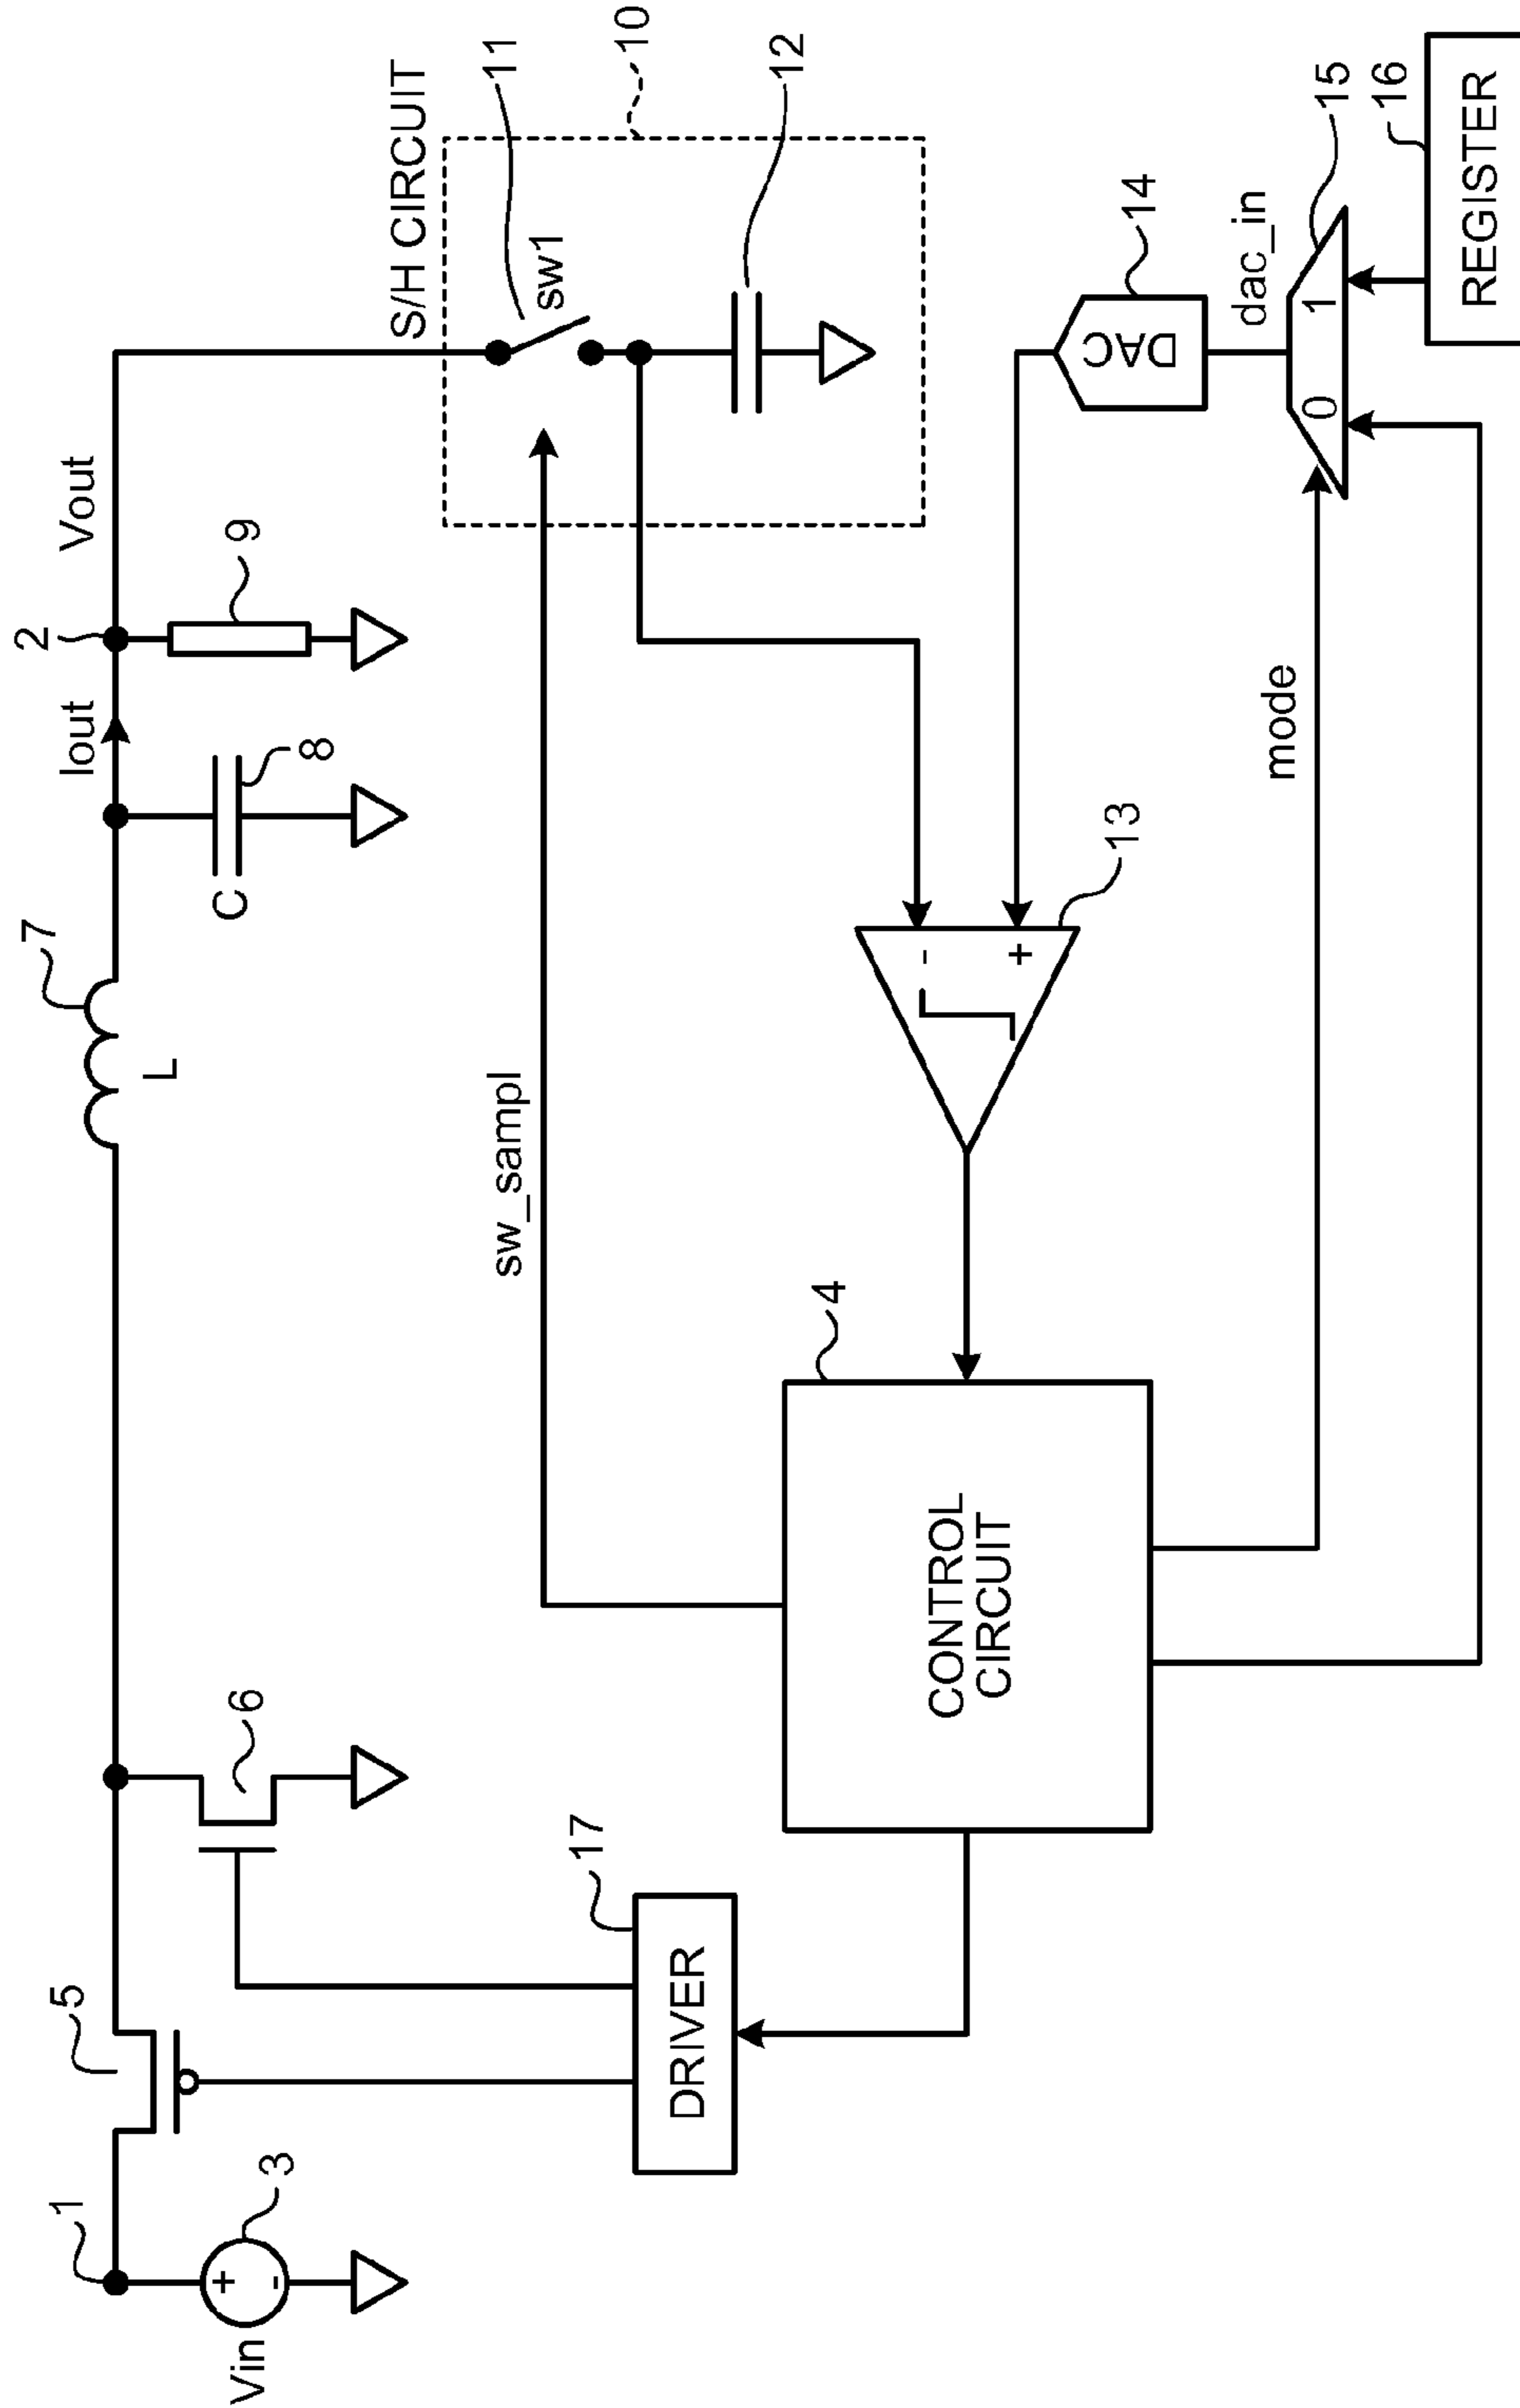 1
5
7
2
Iout
Vout
Vin
+
-
3
6
L
C
8
9
S/H CIRCUIT
11
10
sw1
12
sw_sampl
17
DRIVER
4
CONTROL
CIRCUIT
-
+
13
DAC
14
dac_in
mode
0
1
15
16
REGISTER